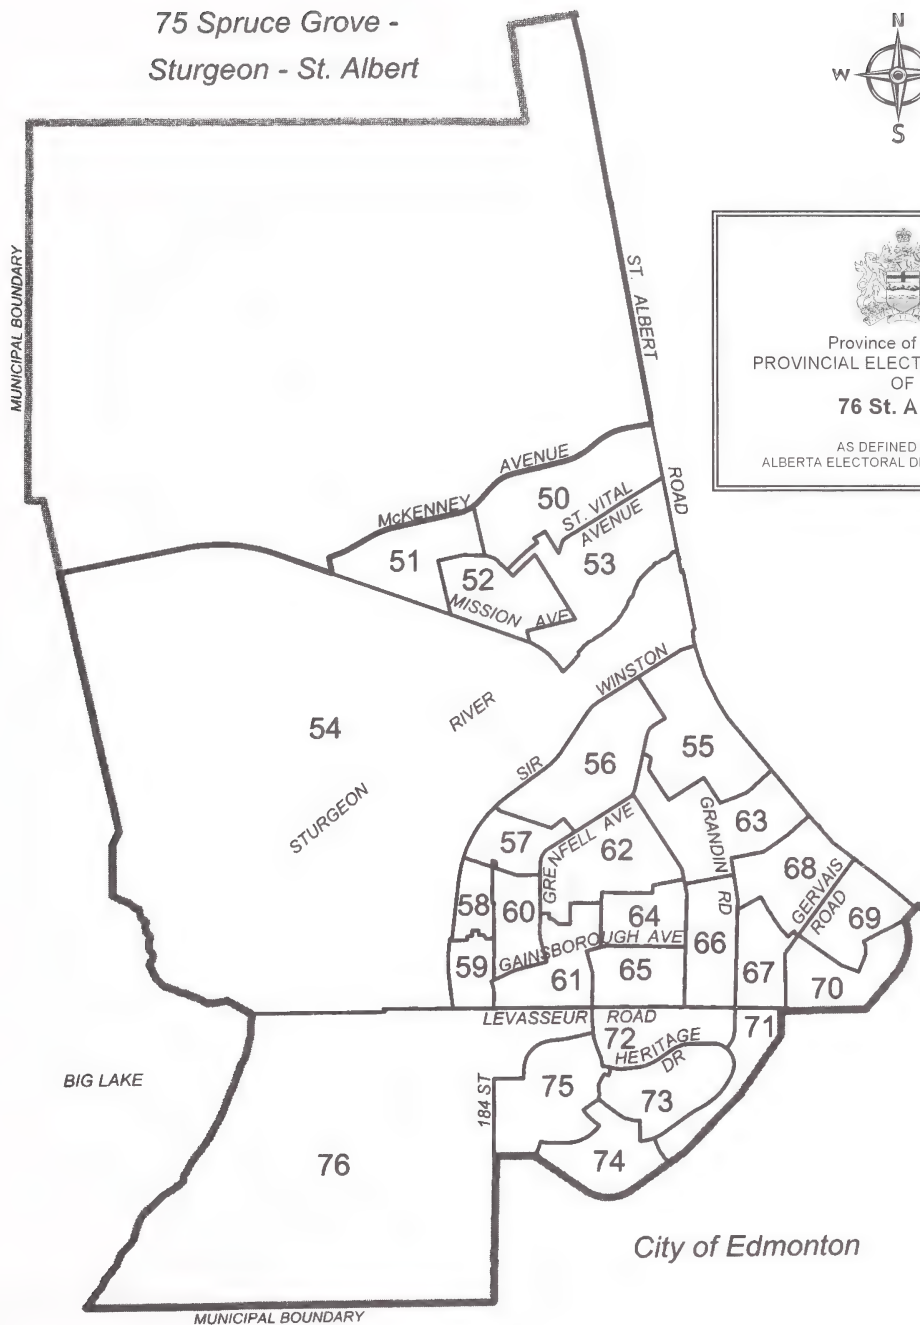 75 Spruce Grove -
Sturgeon - St. Albert
N
W
S
MUNICIPAL BOUNDARY
ST. ALBERT
ROAD
Province of
PROVINCIAL ELECT
OF
76 St. A
AS DEFINED
ALBERTA ELECTORAL DI
McKENNEY AVENUE
50
ST. VITAL
AVENUE
51
52
53
MISSION AVE
54
RIVER
STURGEON
SIR WINSTON
55
56
57
GRENFELL AVE
62
GRANDIN RD
63
68
GERVAIS
ROAD
69
58
60
64
66
59
GAINSBOROUGH AVE
61
65
67
70
LEVASSEUR ROAD
71
72
HERITAGE
DR
BIG LAKE
184 ST
75
73
74
76
City of Edmonton
MUNICIPAL BOUNDARY